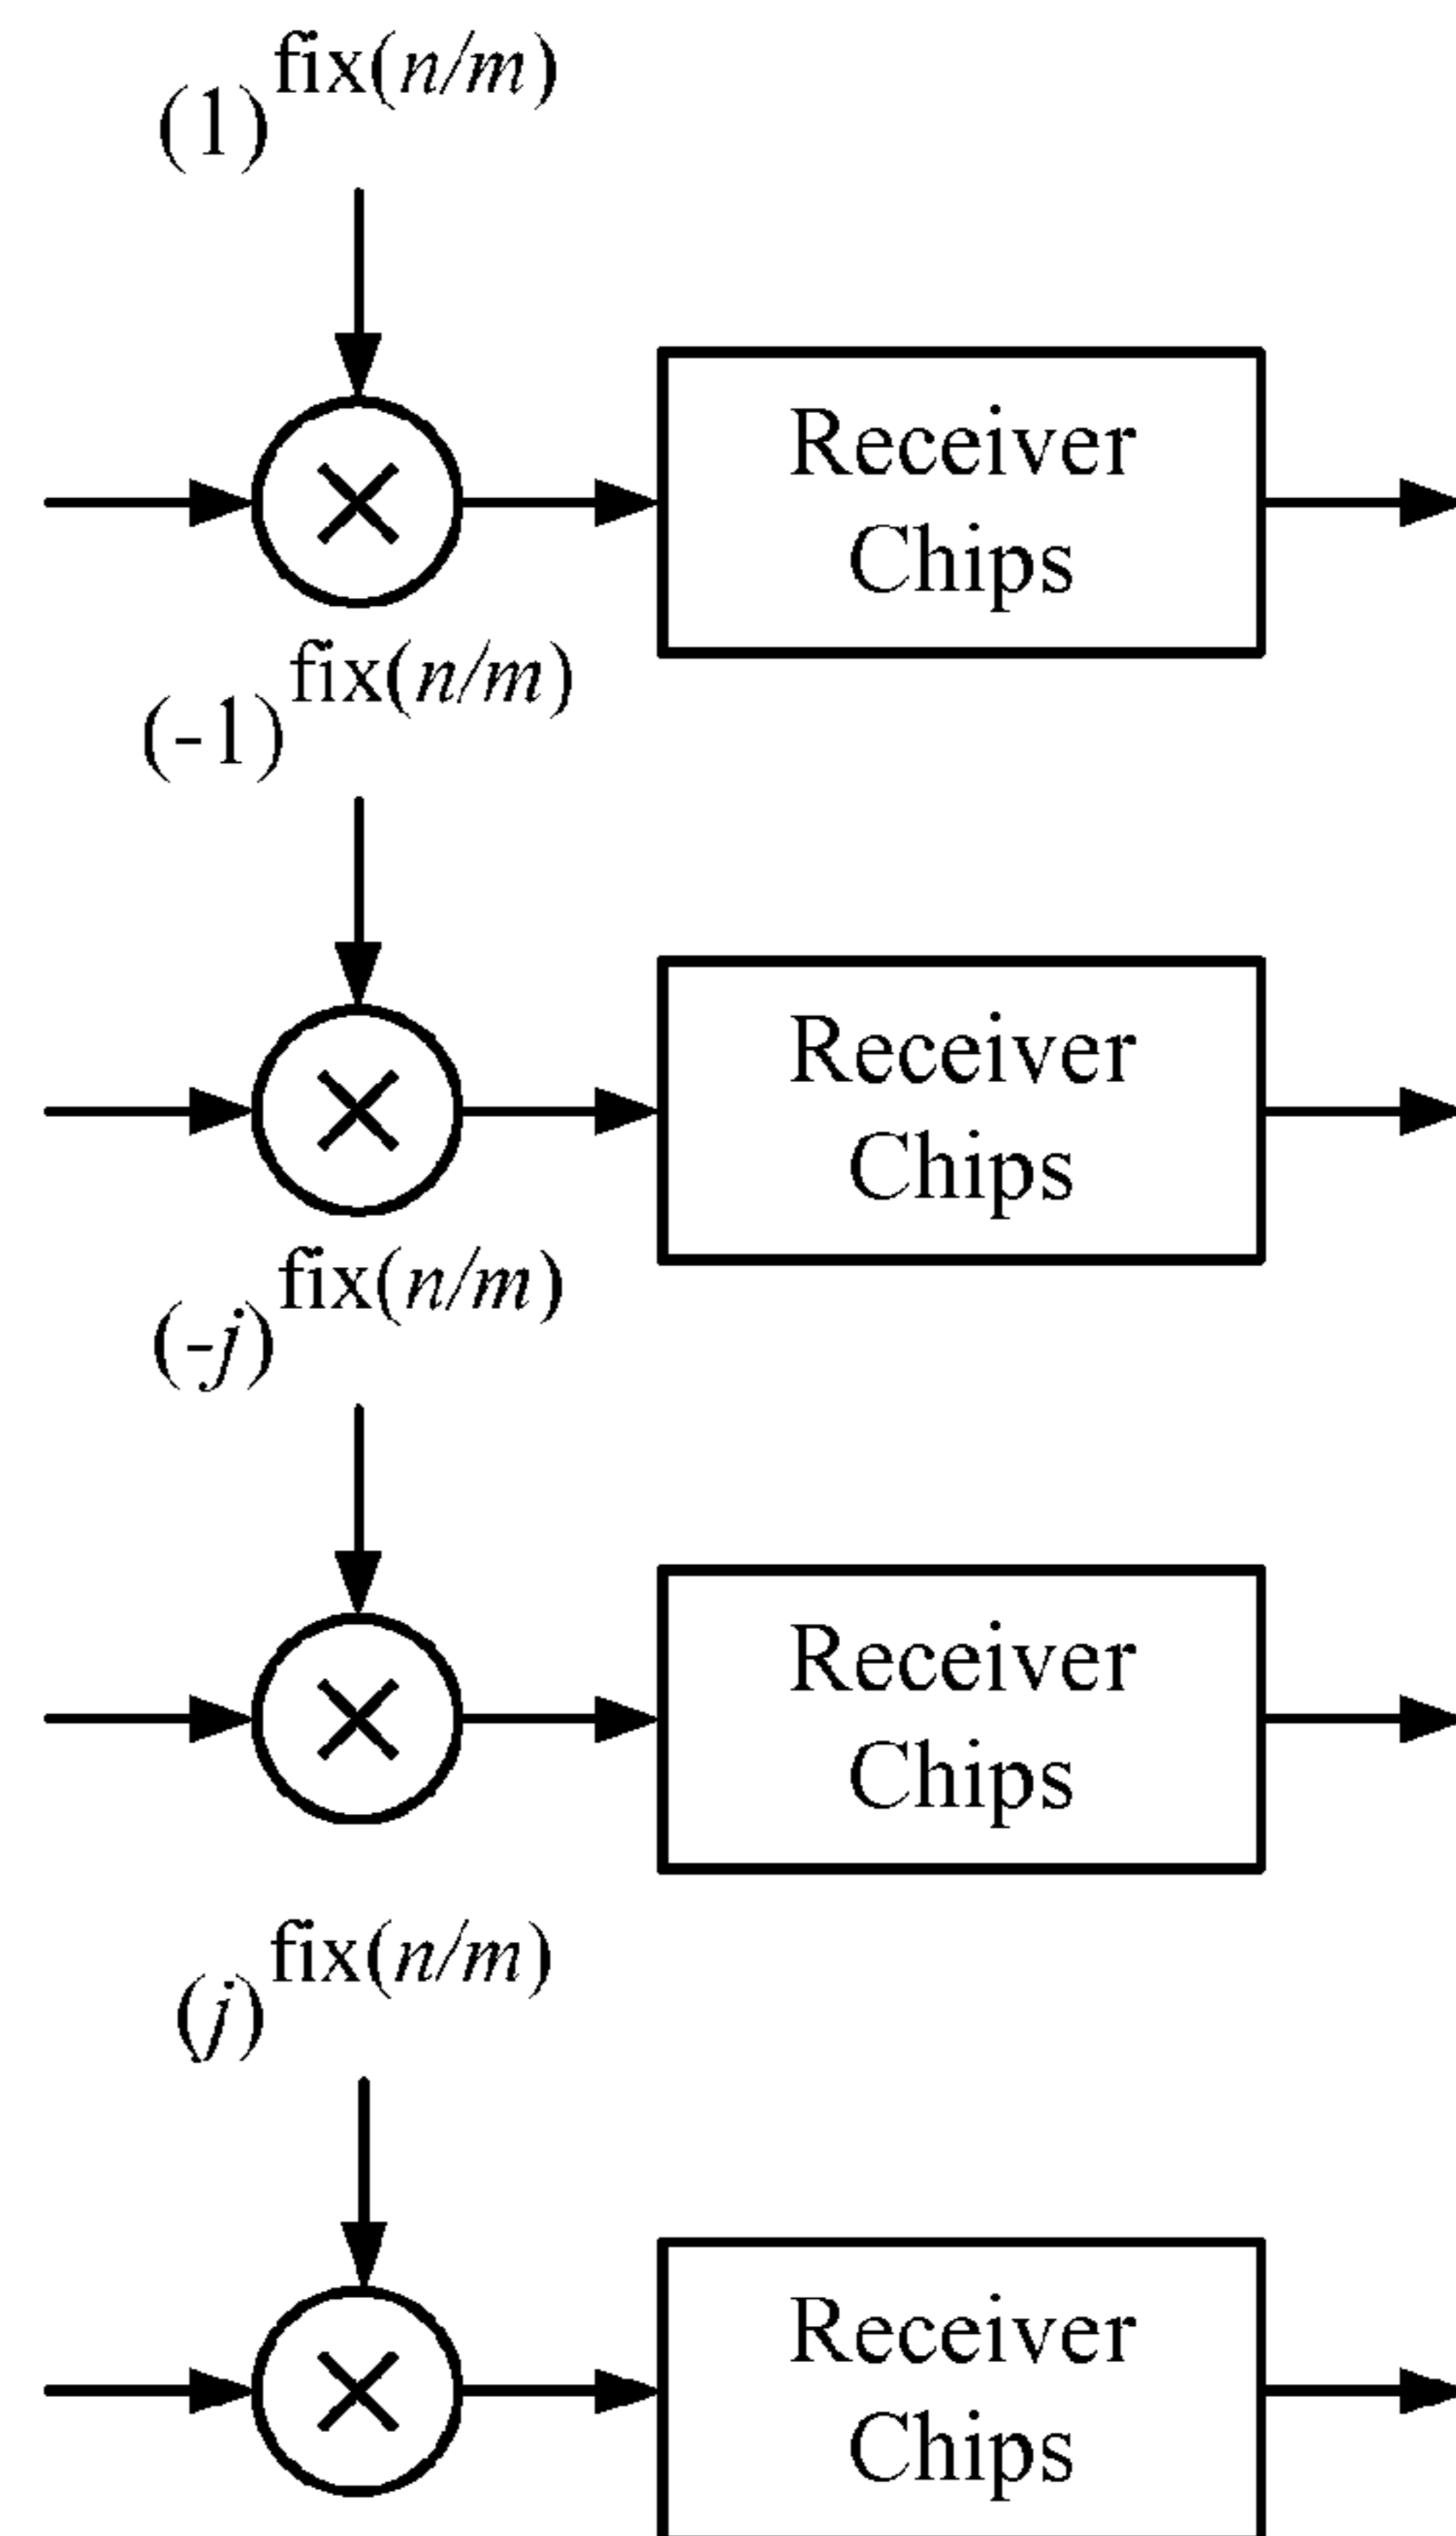 (1)^fix(n/m)
Receiver
Chips
(-1)^fix(n/m)
Receiver
Chips
(-j)^fix(n/m)
Receiver
Chips
(j)^fix(n/m)
Receiver
Chips